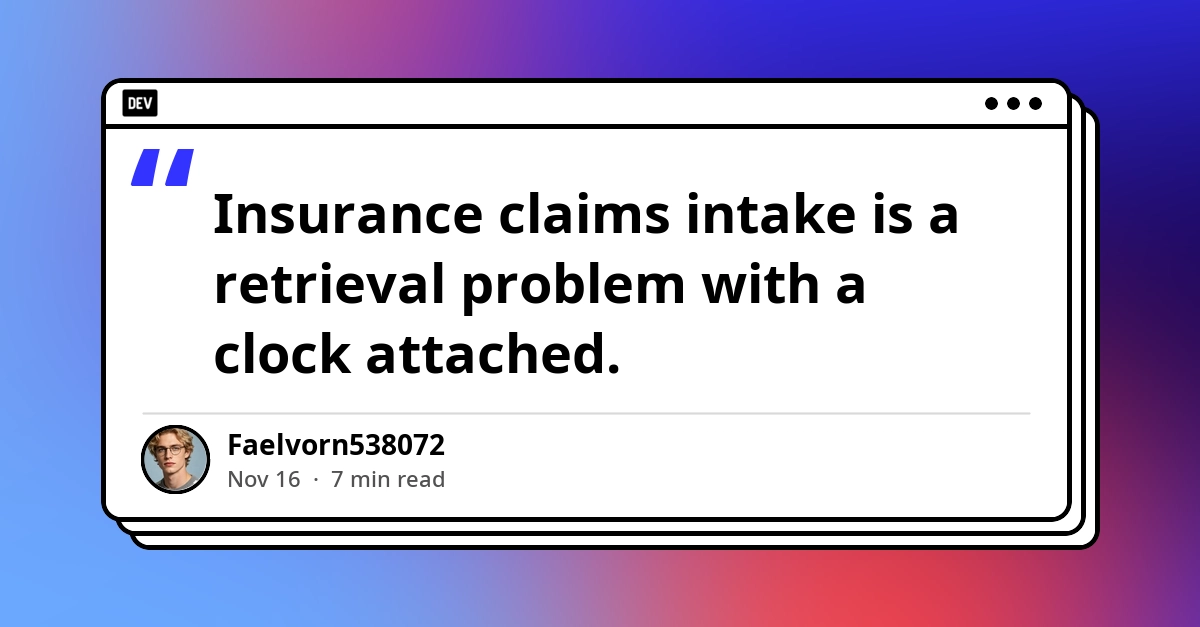 DEV
Insurance claims intake is a
retrieval problem with a
clock attached.
Faelvorn538072
Nov 16 · 7 min read